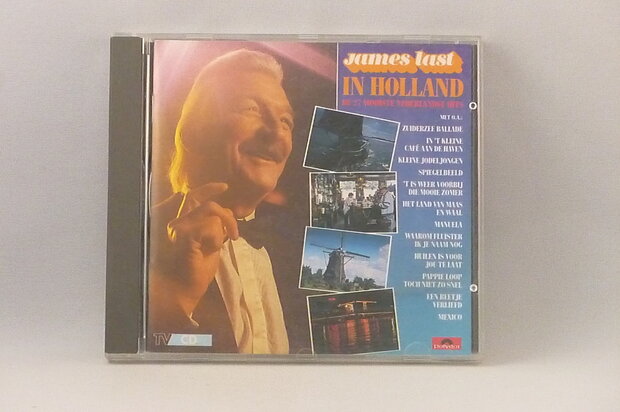 james last
IN HOLLAND
DE 27 MOOISTE NEDERLANDSE HITS
MET O.A.:
ZUIDERZEE BALLADE
IN 'T KLEINE
CAFÉ AAN DE HAVEN
KLEINE JODELJONGEN
SPIEGELBEELD
'T IS WEER VOORBIJ
DIE MOOIE ZOMER
HET LAND VAN MAAS
EN WAAL
MANUELA
WAAROM FLUISTER
IK JE NAAM NOG
HUILEN IS VOOR
JOU TE LAAT
PAPPIE LOOP
TOCH NIET ZO SNEL
EEN BEETJE
VERLIEFD
MEXICO
TV CD
Polydor